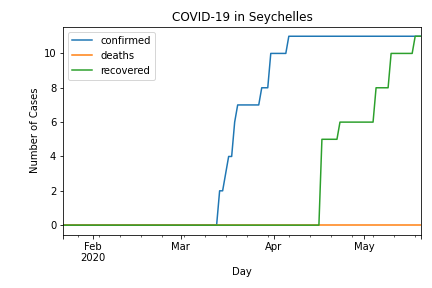 COVID-19 in Seychelles
confirmed
deaths
recovered
Number of Cases
10
8
6
4
2
0
Feb
2020
Mar
Apr
May
Day